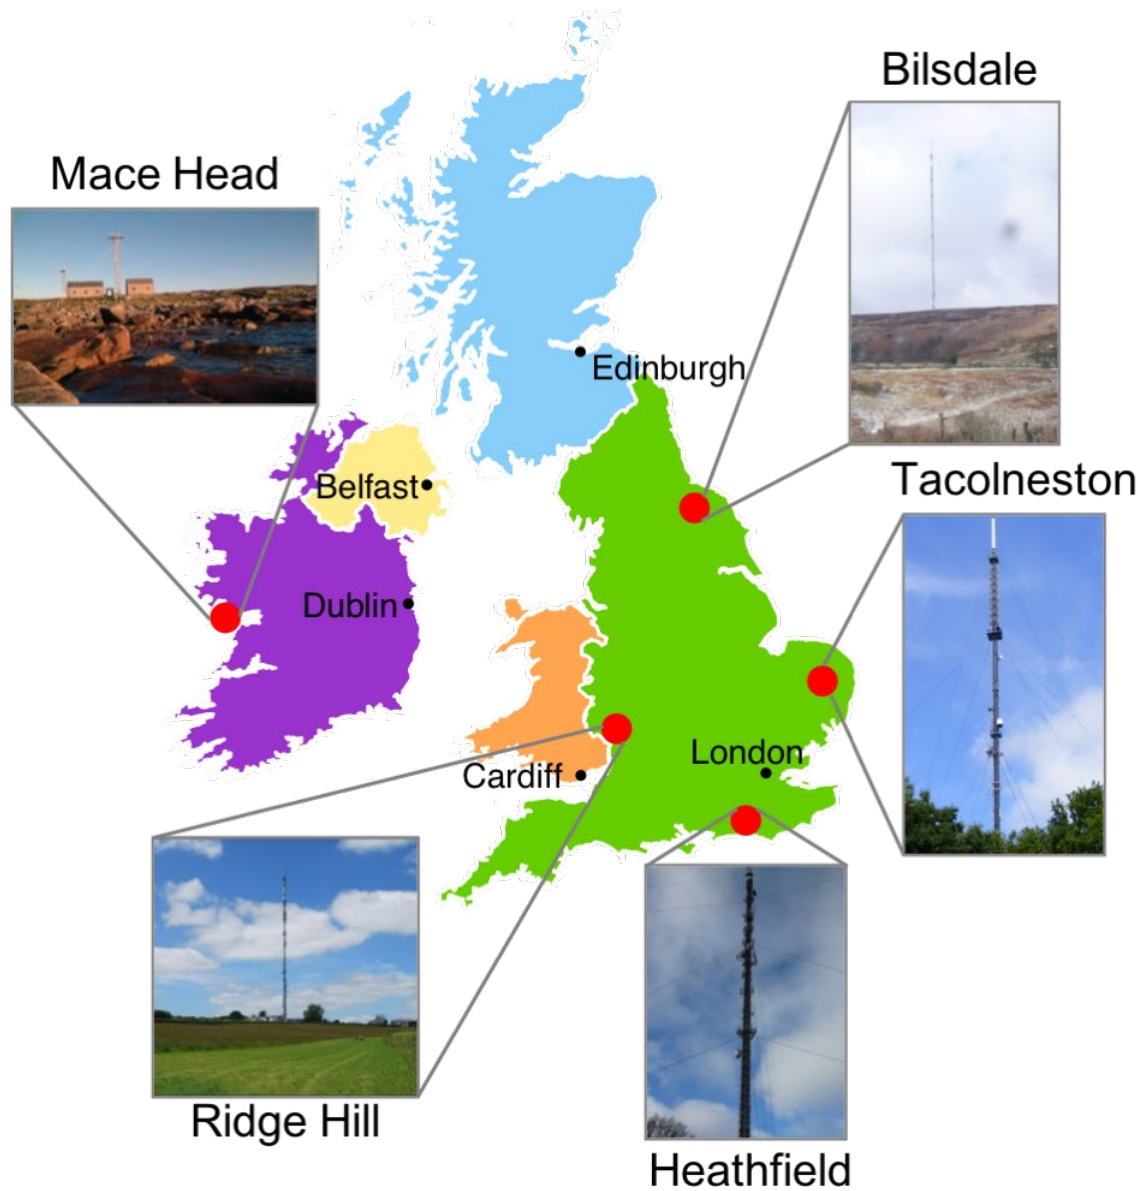 Bilsdale
Mace Head
Edinburgh
Tacolneston
Belfast
Dublin
London
Cardiff
Ridge Hill
Heathfield